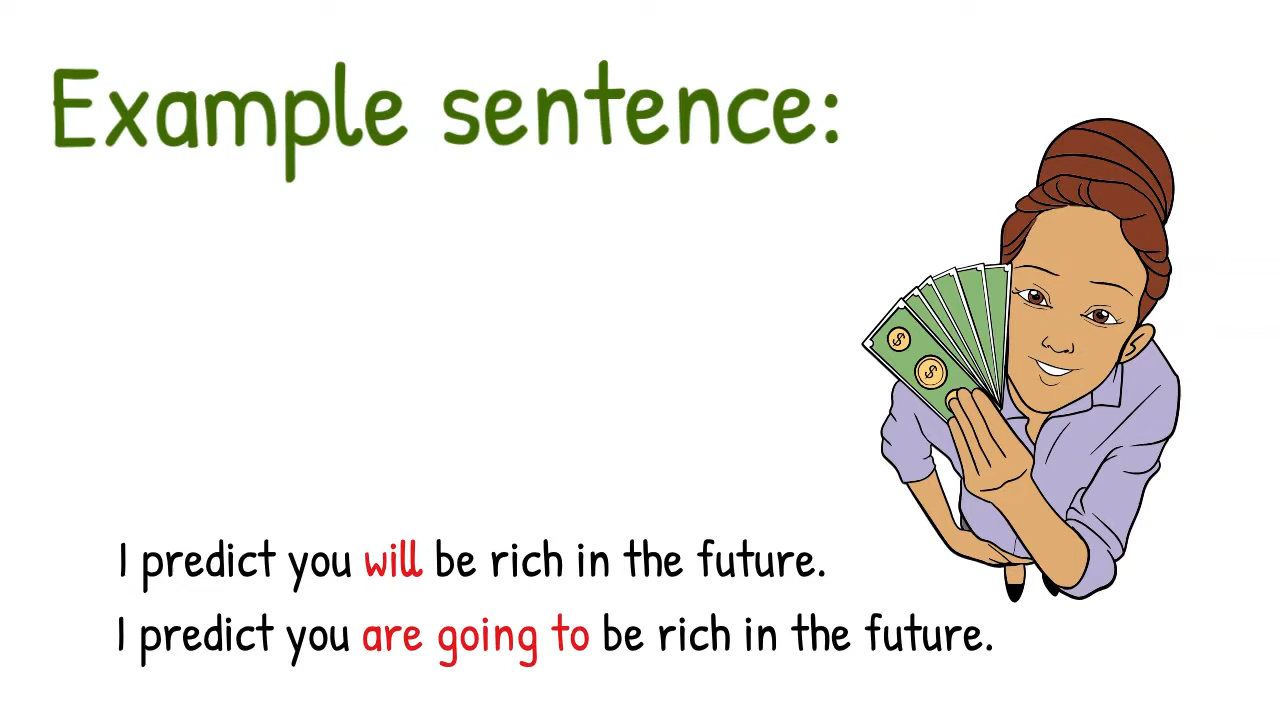 Example sentence:
$
$
I predict you will be rich in the future.
I predict you are going to be rich in the future.